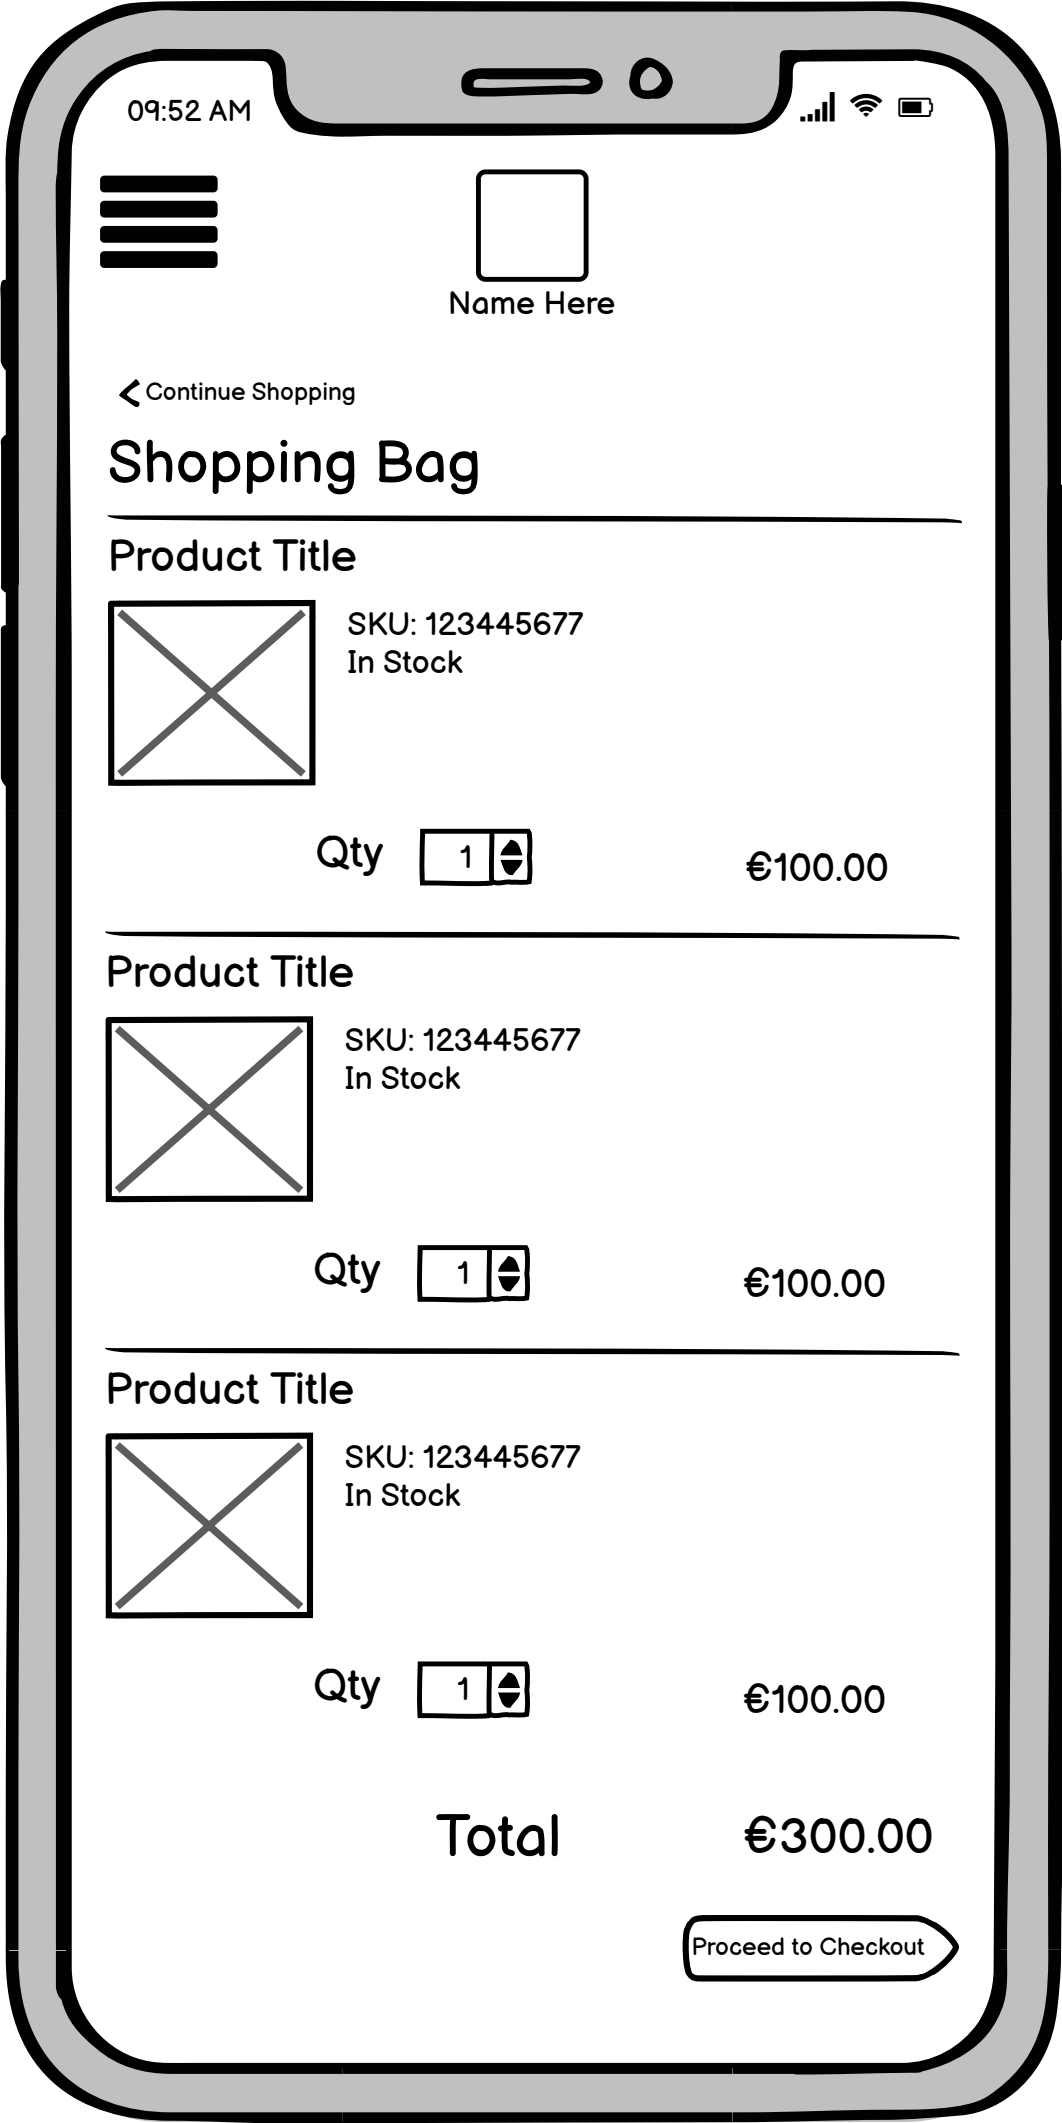 09:52 AM
Name Here
Continue Shopping
Shopping Bag
Product Title
SKU: 123445677
In Stock
Qty 1 €100.00
Product Title
SKU: 123445677
In Stock
Qty 1 €100.00
Product Title
SKU: 123445677
In Stock
Qty 1 €100.00
Total €300.00
Proceed to Checkout